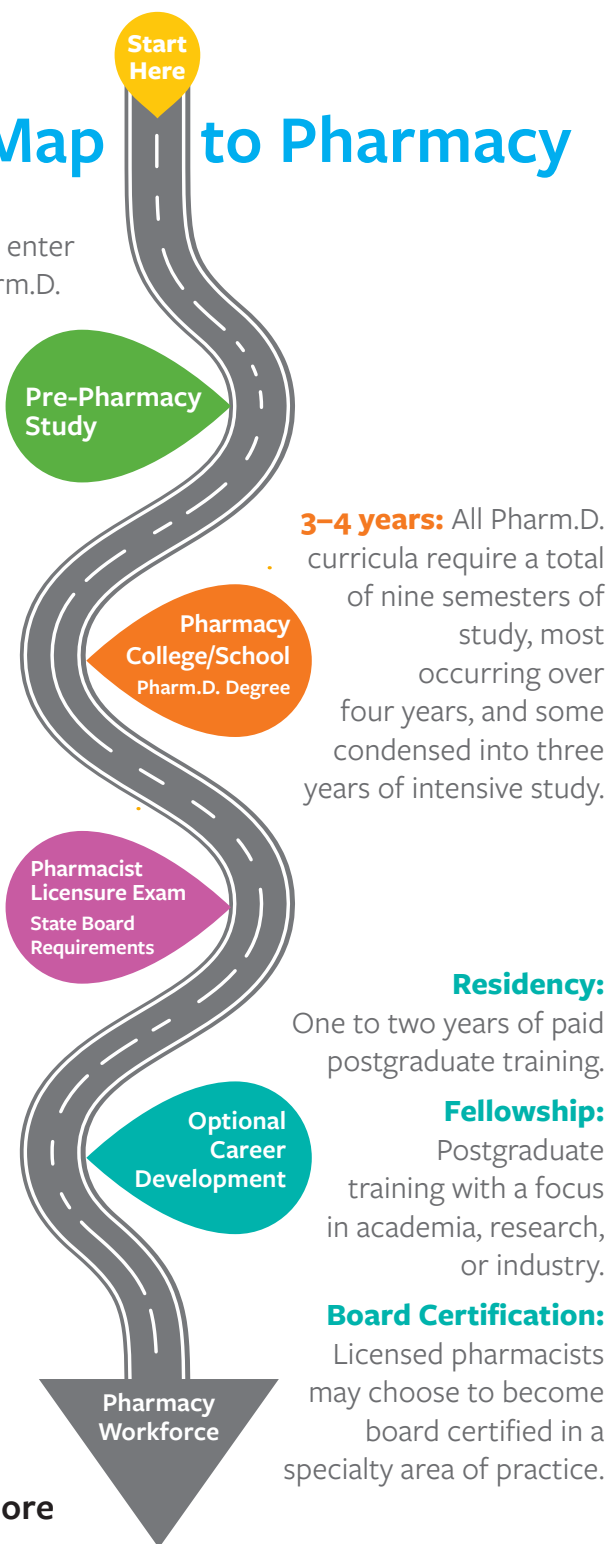 Start
Here
Map to Pharmacy
enter
rm.D.
Pre-Pharmacy
Study
3–4 years: All Pharm.D.
curricula require a total
of nine semesters of
study, most
occurring over
four years, and some
condensed into three
years of intensive study.
Pharmacy
College/School
Pharm.D. Degree
Pharmacist
Licensure Exam
State Board
Requirements
Residency:
One to two years of paid
postgraduate training.
Fellowship:
Postgraduate
training with a focus
in academia, research,
or industry.
Optional
Career
Development
Board Certification:
Licensed pharmacists
may choose to become
board certified in a
specialty area of practice.
Pharmacy
Workforce
ore